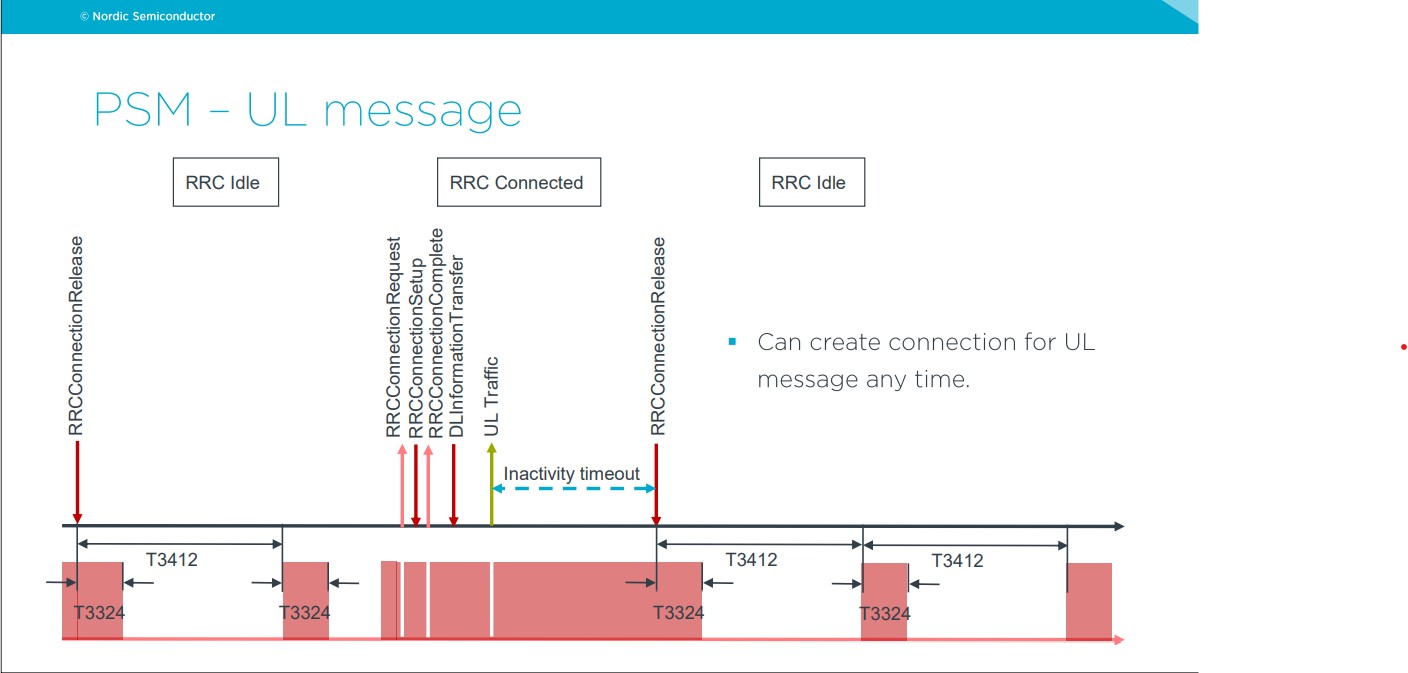 © Nordic Semiconductor
PSM – UL message
RRC Idle
RRC Connected
RRC Idle
RRCConnectionRelease
RRCConnectionRequest
RRCConnectionSetup
RRCConnectionComplete
DLInformationTransfer
UL Traffic
RRCConnectionRelease
Can create connection for UL
message any time.
Inactivity timeout
T3412
T3412
T3412
T3324
T3324
T3324
T3324